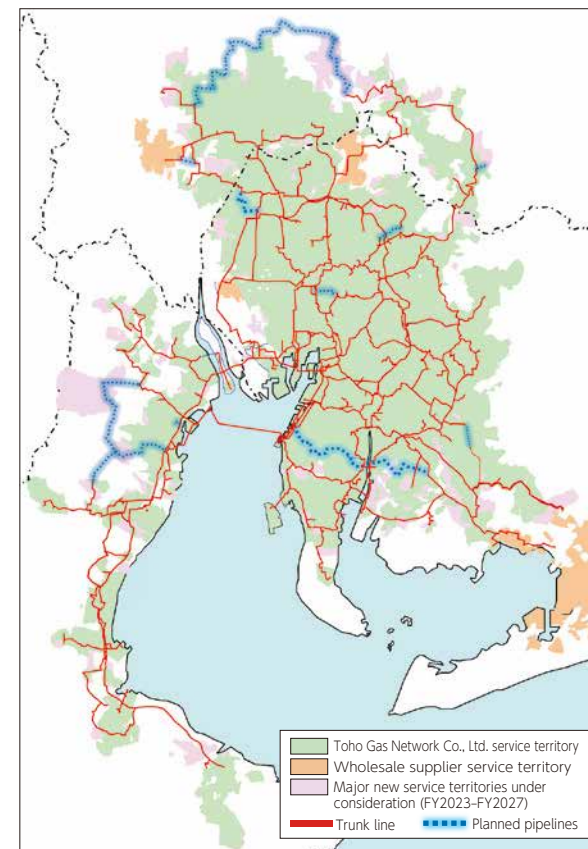 Toho Gas Network Co., Ltd. service territory
Wholesale supplier service territory
Major new service territories under
consideration (FY2023–FY2027)
Trunk line
Planned pipelines